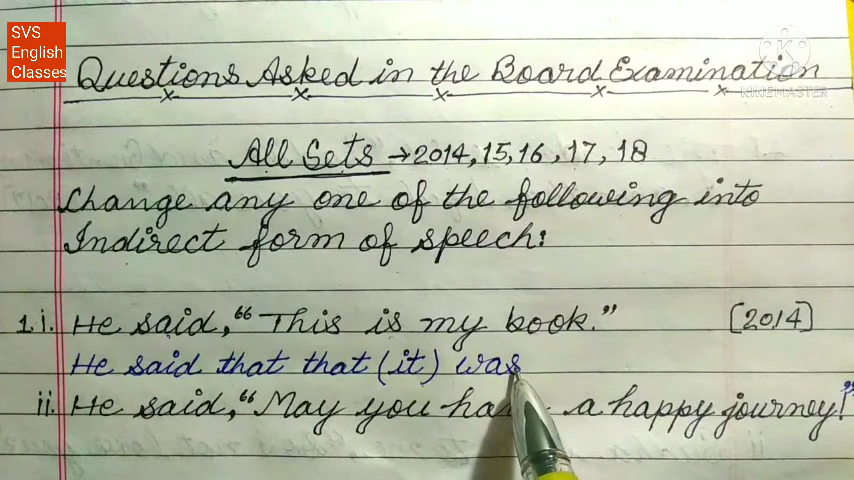 SVS
English
Classes
Questions Asked in the Board Examination
KINEMASTER
All Sets → 2014, 15, 16, 17, 18
Change any one of the following into
Indirect form of speech:
1. i. He said, “This is my book.” [2014]
He said that that (it) was
ii. He said, “May you ha a happy journey!”